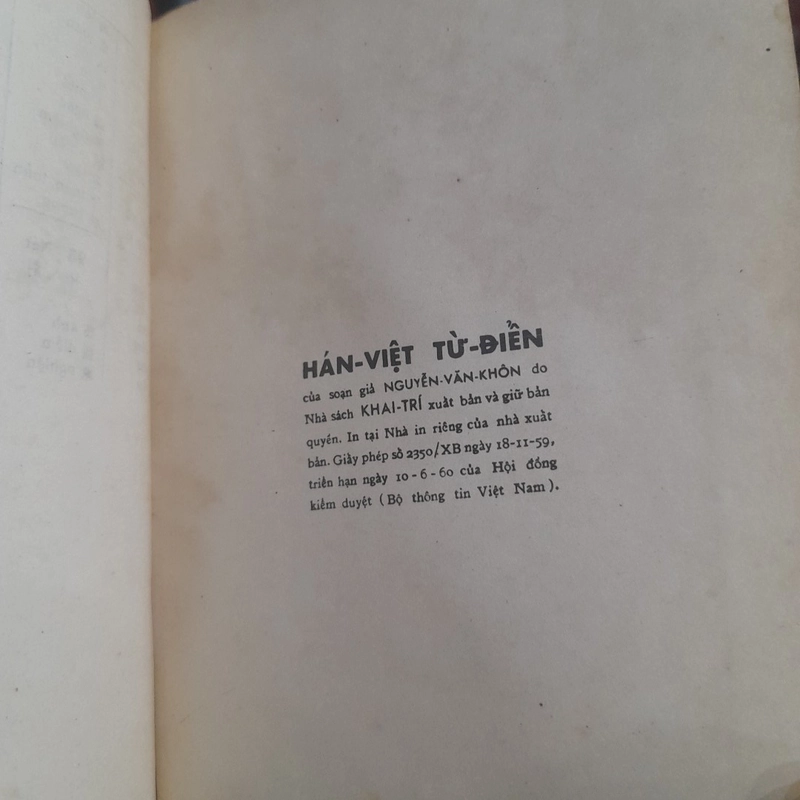 HÁN-VIỆT TỪ-ĐIỂN
của soạn giả NGUYỄN-VĂN-KHÔN do
Nhà sách KHAI-TRÍ xuất bản và giữ bản
quyền. In tại Nhà in riêng của nhà xuất
bản. Giấy phép số 2350/XB ngày 18-11-59,
triển hạn ngày 10-6-60 của Hội đồng
kiểm duyệt (Bộ thông tin Việt Nam).